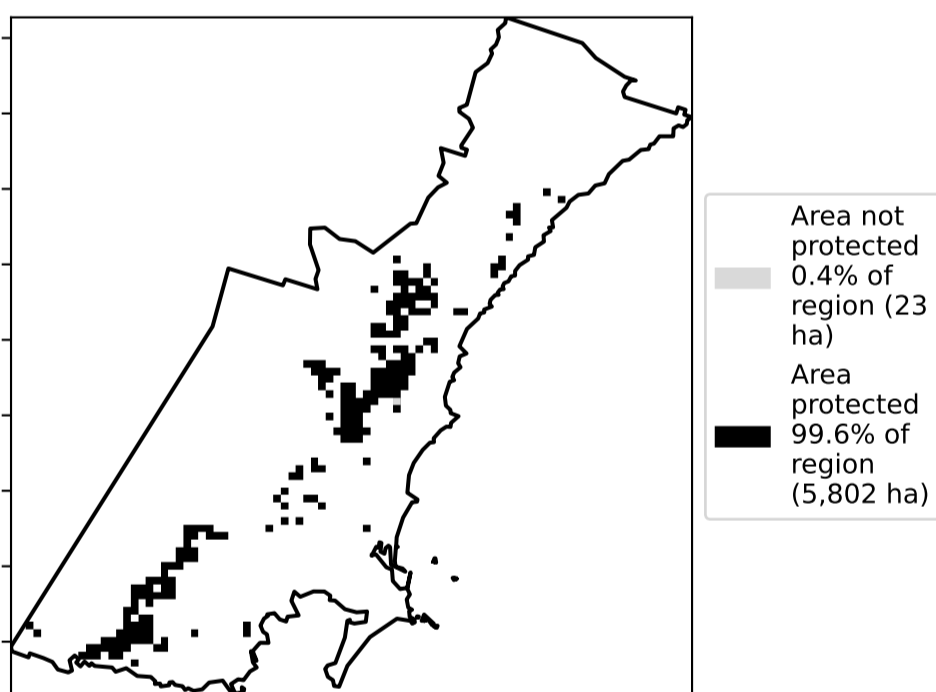 Area not
protected
0.4% of
region (23
ha)
Area
protected
99.6% of
region
(5,802 ha)